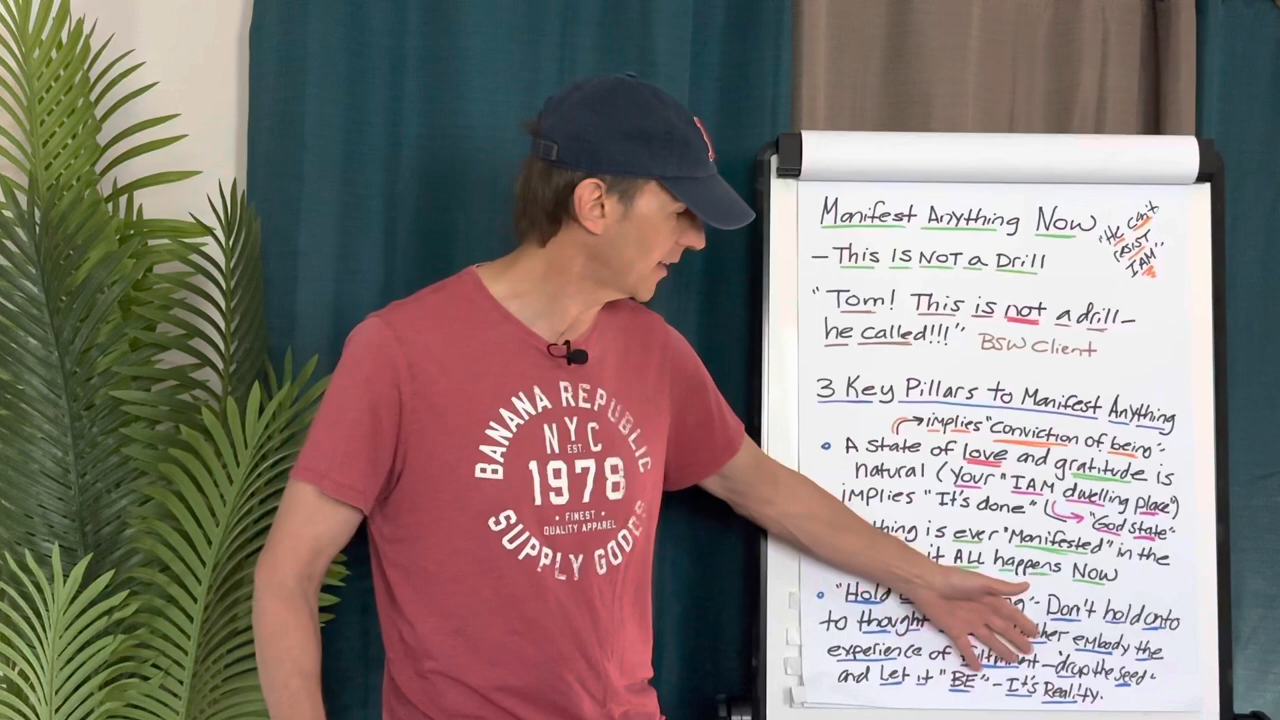 BANANA REPUBLIC
NYC
EST.
1978
• FINEST •
QUALITY APPAREL
SUPPLY GOODS
Manifest Anything Now
"He can't
resist
I AM"
- This IS NOT a Drill
"Tom! This is not a drill-
he called!!!" BSW Client
3 Key Pillars to Manifest Anything
implies "conviction of being"
• A state of love and gratitude is
natural (Your "I AM dwelling place")
implies "It's done" "God state"
thing is ever "Manifested" in the
it ALL happens Now
• "Hold - Don't hold onto
to thought her embody the
experience of - "drop the seed"
and Let it "BE" - It's Reality.